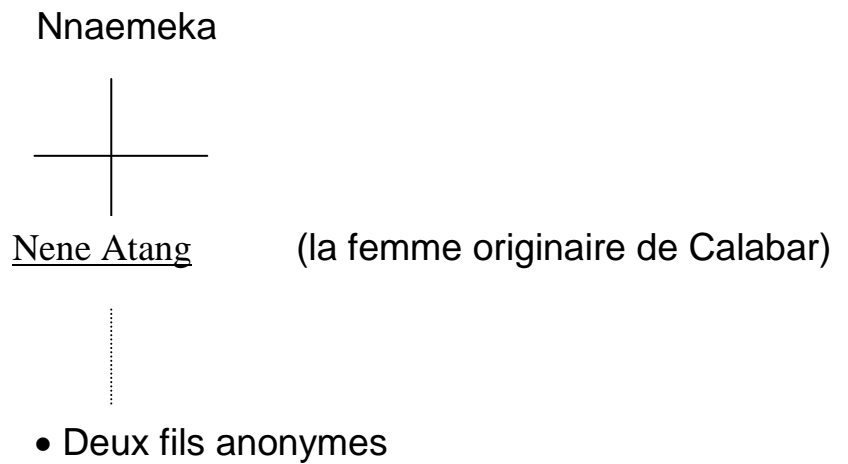 Nnaemeka
Nene Atang (la femme originaire de Calabar)
• Deux fils anonymes